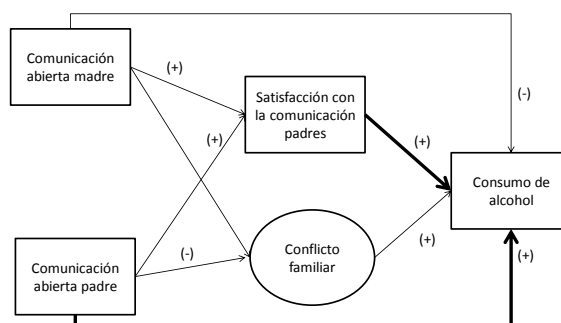 Comunicación
abierta madre
(+)
(-)
Satisfacción con
la comunicación
padres
(+)
(+)
Consumo de
alcohol
Comunicación
abierta padre
(-)
Conflicto
familiar
(+)
(+)